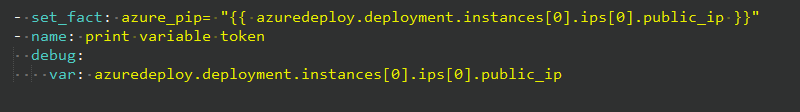 - set_fact: azure_pip= "{{ azuredeploy.deployment.instances[0].ips[0].public_ip }}"
- name: print variable token
  debug:
    var: azuredeploy.deployment.instances[0].ips[0].public_ip